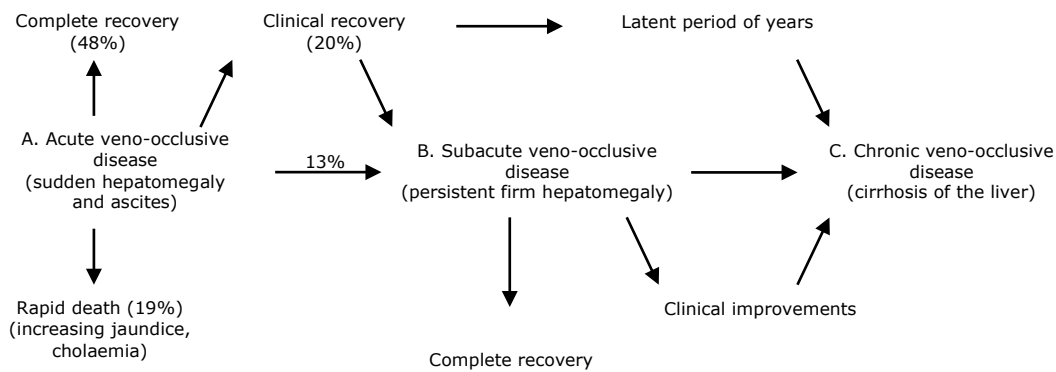 Complete recovery
(48%)
Clinical recovery
(20%)
Latent period of years
A. Acute veno-occlusive
disease
(sudden hepatomegaly
and ascites)
13%
B. Subacute veno-occlusive
disease
(persistent firm hepatomegaly)
C. Chronic veno-occlusive
disease
(cirrhosis of the liver)
Rapid death (19%)
(increasing jaundice,
cholaemia)
Clinical improvements
Complete recovery